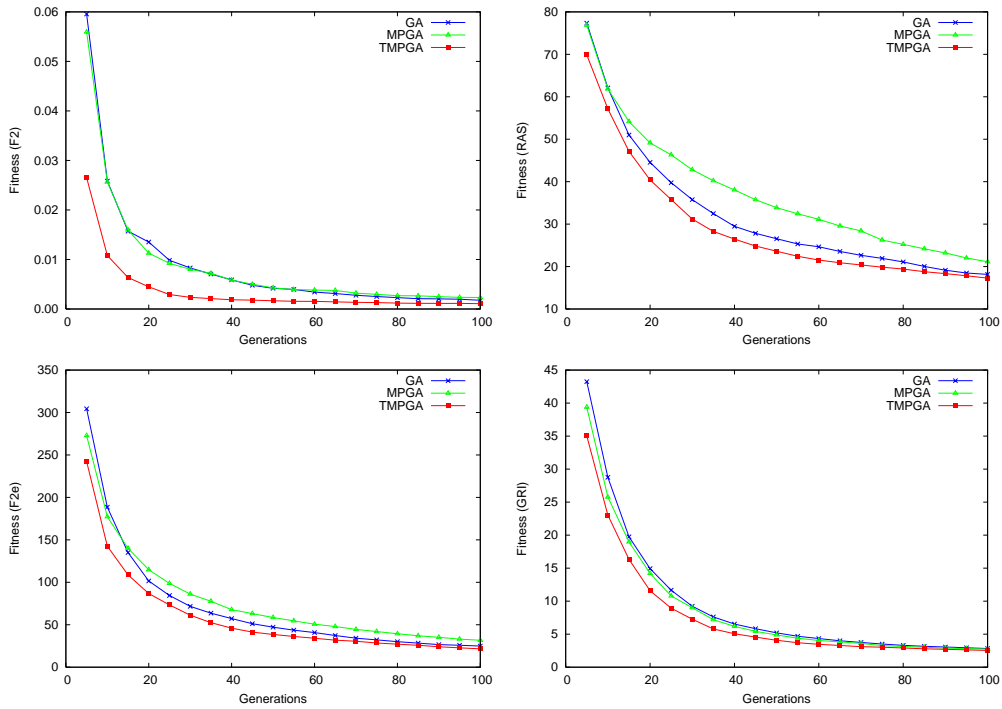 0.06
0.05
0.04
0.03
0.02
0.01
0.00
Fitness (F2)
0 20 40 60 80 100
Generations
GA
MPGA
TMPGA
80
70
60
50
40
30
20
10
Fitness (RAS)
0 20 40 60 80 100
Generations
GA
MPGA
TMPGA
350
300
250
200
150
100
50
0
Fitness (F2e)
0 20 40 60 80 100
Generations
GA
MPGA
TMPGA
45
40
35
30
25
20
15
10
5
0
Fitness (GRI)
0 20 40 60 80 100
Generations
GA
MPGA
TMPGA